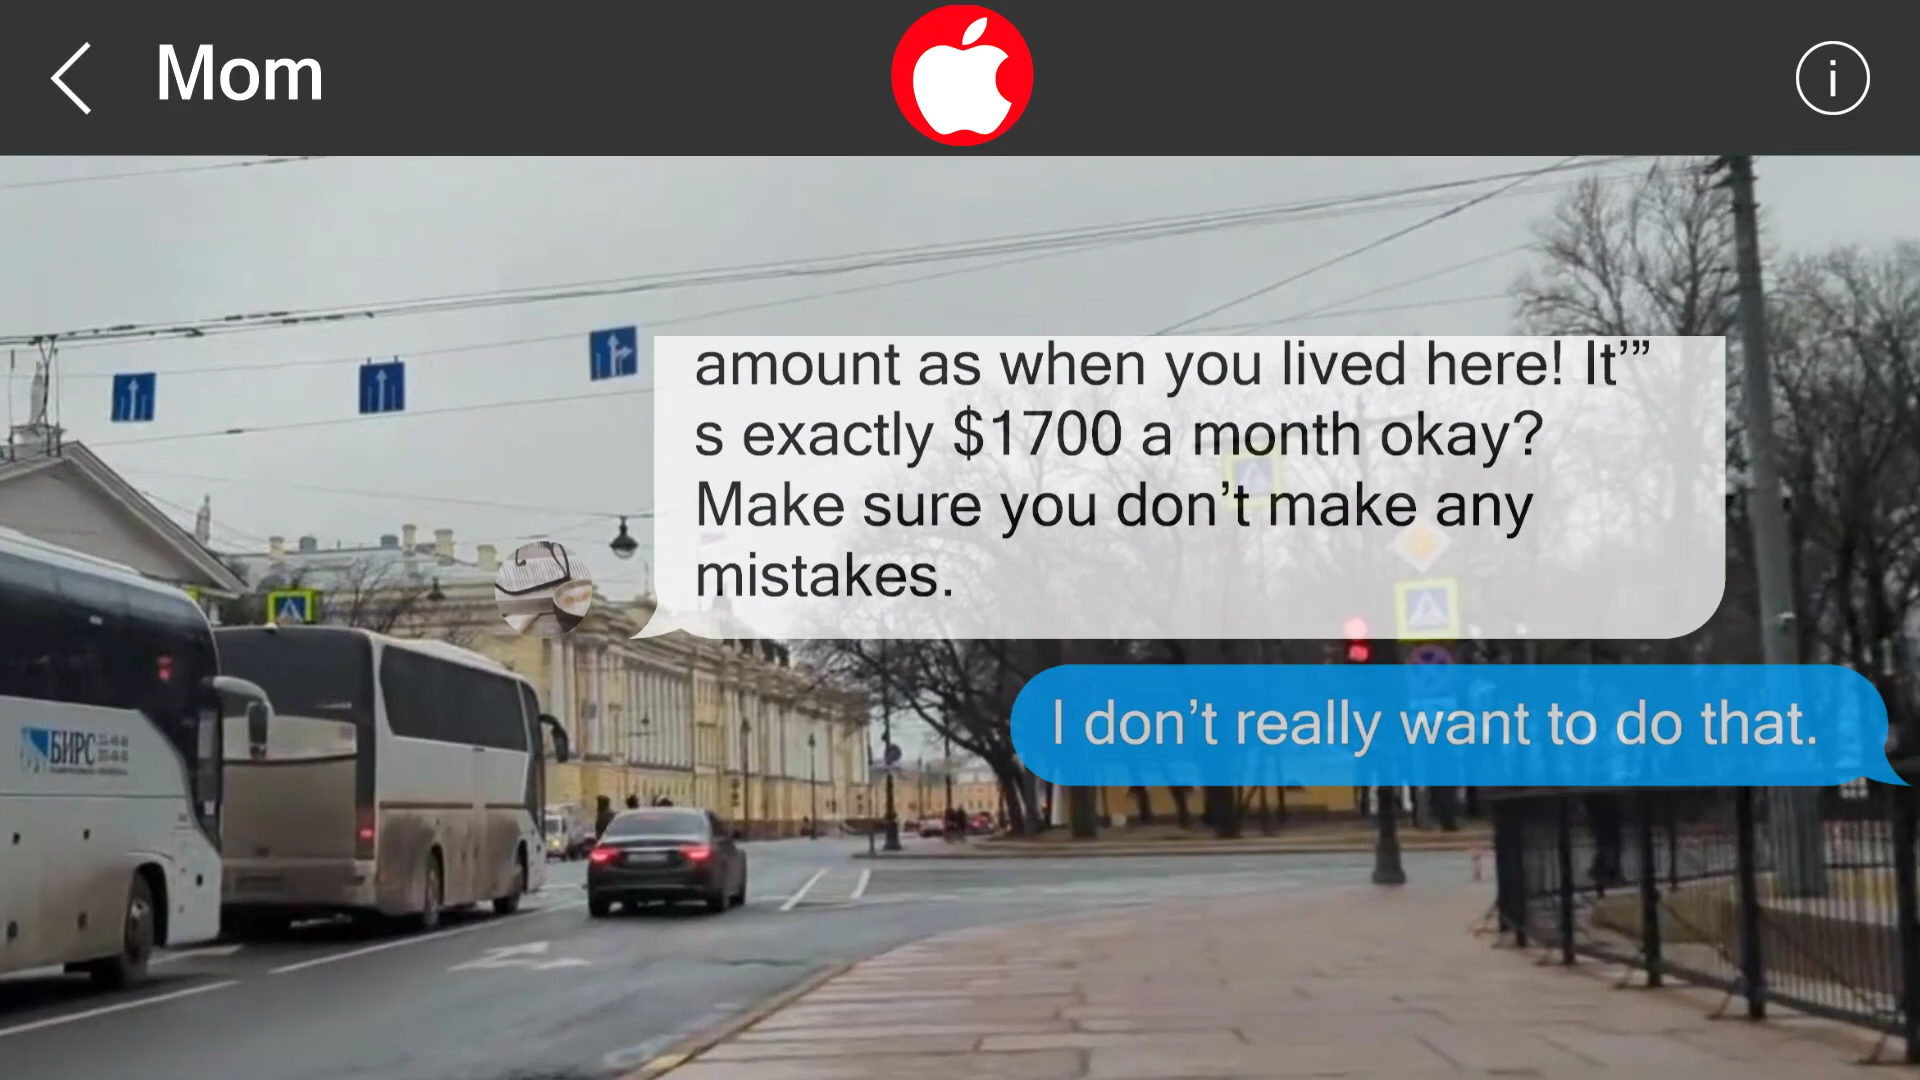 Mom
i
amount as when you lived here! It’”
s exactly $1700 a month okay?
Make sure you don’t make any
mistakes.
I don’t really want to do that.
БИРС